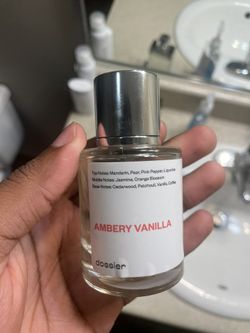 Top Notes: Mandarin, Pear, Pink Pepper, Licorice
Middle Notes: Jasmine, Orange Blossom
Base Notes: Cedarwood, Patchouli, Vanilla, Coffee
AMBERY VANILLA
dossier